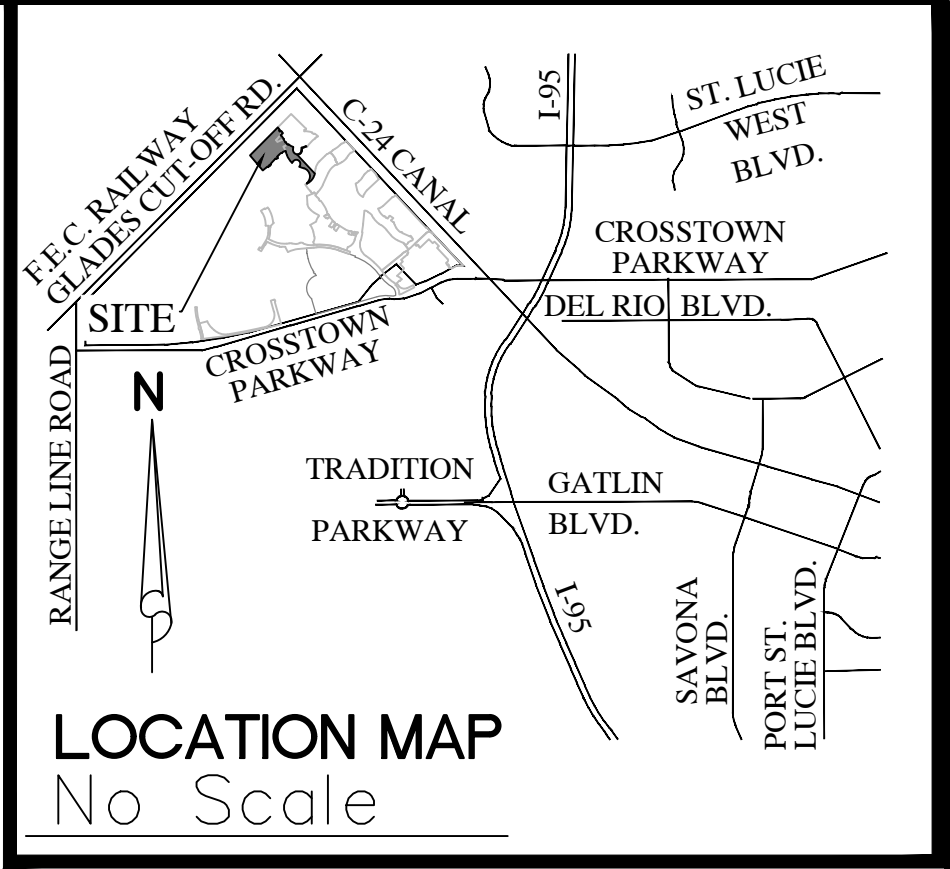 F.E.C. RAILWAY
GLADES CUT-OFF RD.
C-24 CANAL
I-95
ST. LUCIE
WEST
BLVD.
CROSSTOWN
PARKWAY
DEL RIO BLVD.
SITE
CROSSTOWN
PARKWAY
RANGE LINE ROAD
N
TRADITION
PARKWAY
GATLIN
BLVD.
I-95
SAVONA
BLVD.
PORT ST.
LUCIE BLVD.
LOCATION MAP
No Scale